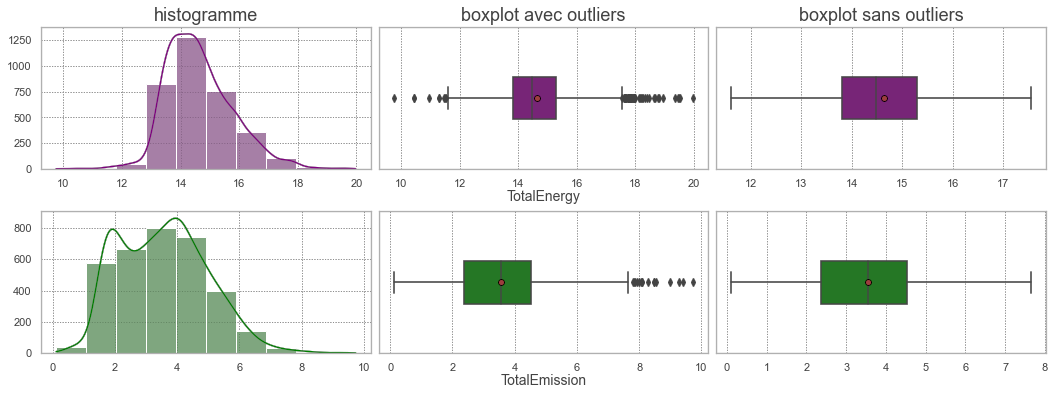 histogramme boxplot avec outliers boxplot sans outliers
1250
1000
750
500
250
0
10 12 14 16 18 20 10 12 14 16 18 20 12 13 14 15 16 17
TotalEnergy
800
600
400
200
0
0 2 4 6 8 10 0 2 4 6 8 10 0 1 2 3 4 5 6 7 8
TotalEmission